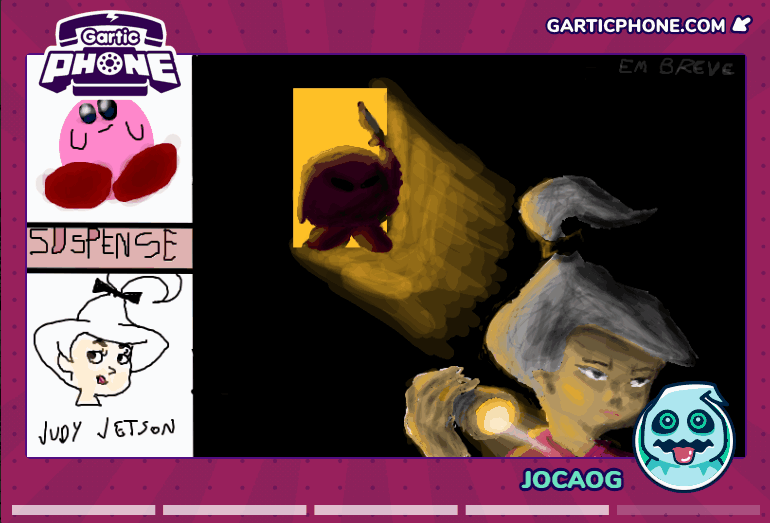 Gartic
PHONE
GARTICPHONE.COM
EM BREVE
SUSPENSE
JUDY JETSON
JOCAOG